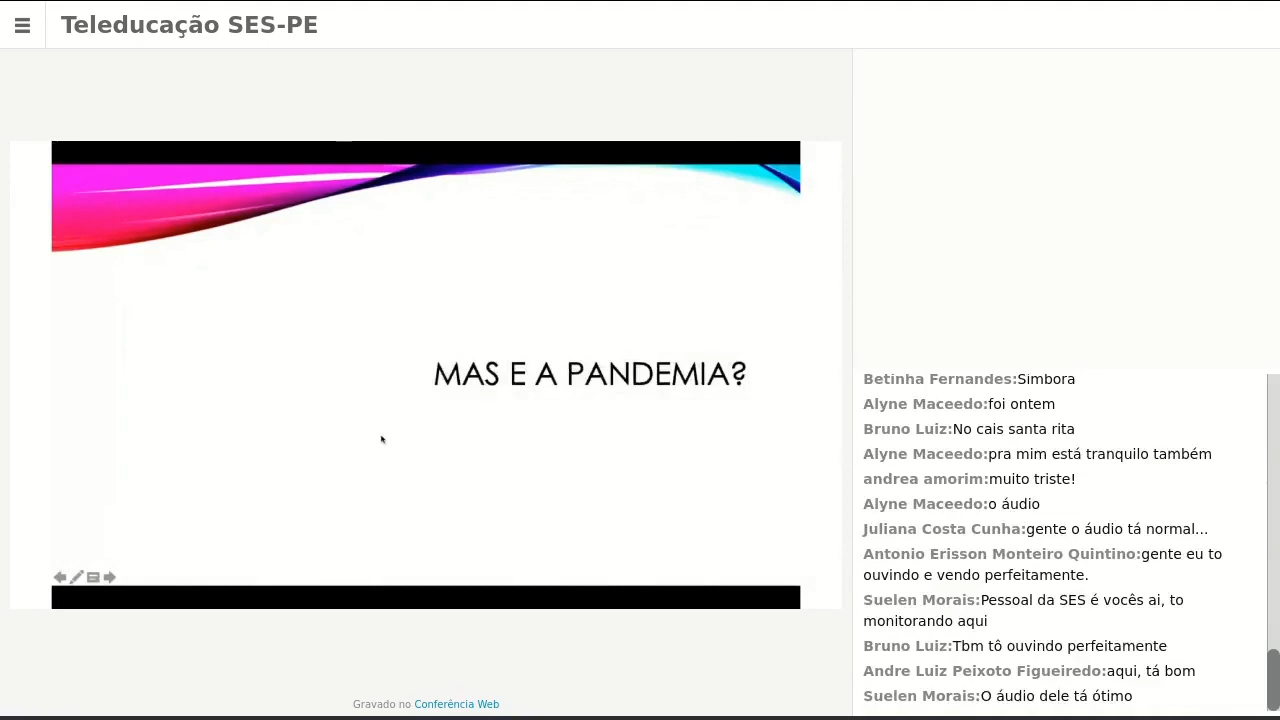 Teleducação SES-PE
MAS E A PANDEMIA?
Gravado no Conferência Web
Betinha Fernandes:Simbora
Alyne Maceedo:foi ontem
Bruno Luiz:No cais santa rita
Alyne Maceedo:pra mim está tranquilo também
andrea amorim:muito triste!
Alyne Maceedo:o áudio
Juliana Costa Cunha:gente o áudio tá normal...
Antonio Erisson Monteiro Quintino:gente eu to
ouvindo e vendo perfeitamente.
Suelen Morais:Pessoal da SES é vocês ai, to
monitorando aqui
Bruno Luiz:Tbm tô ouvindo perfeitamente
Andre Luiz Peixoto Figueiredo:aqui, tá bom
Suelen Morais:O áudio dele tá ótimo